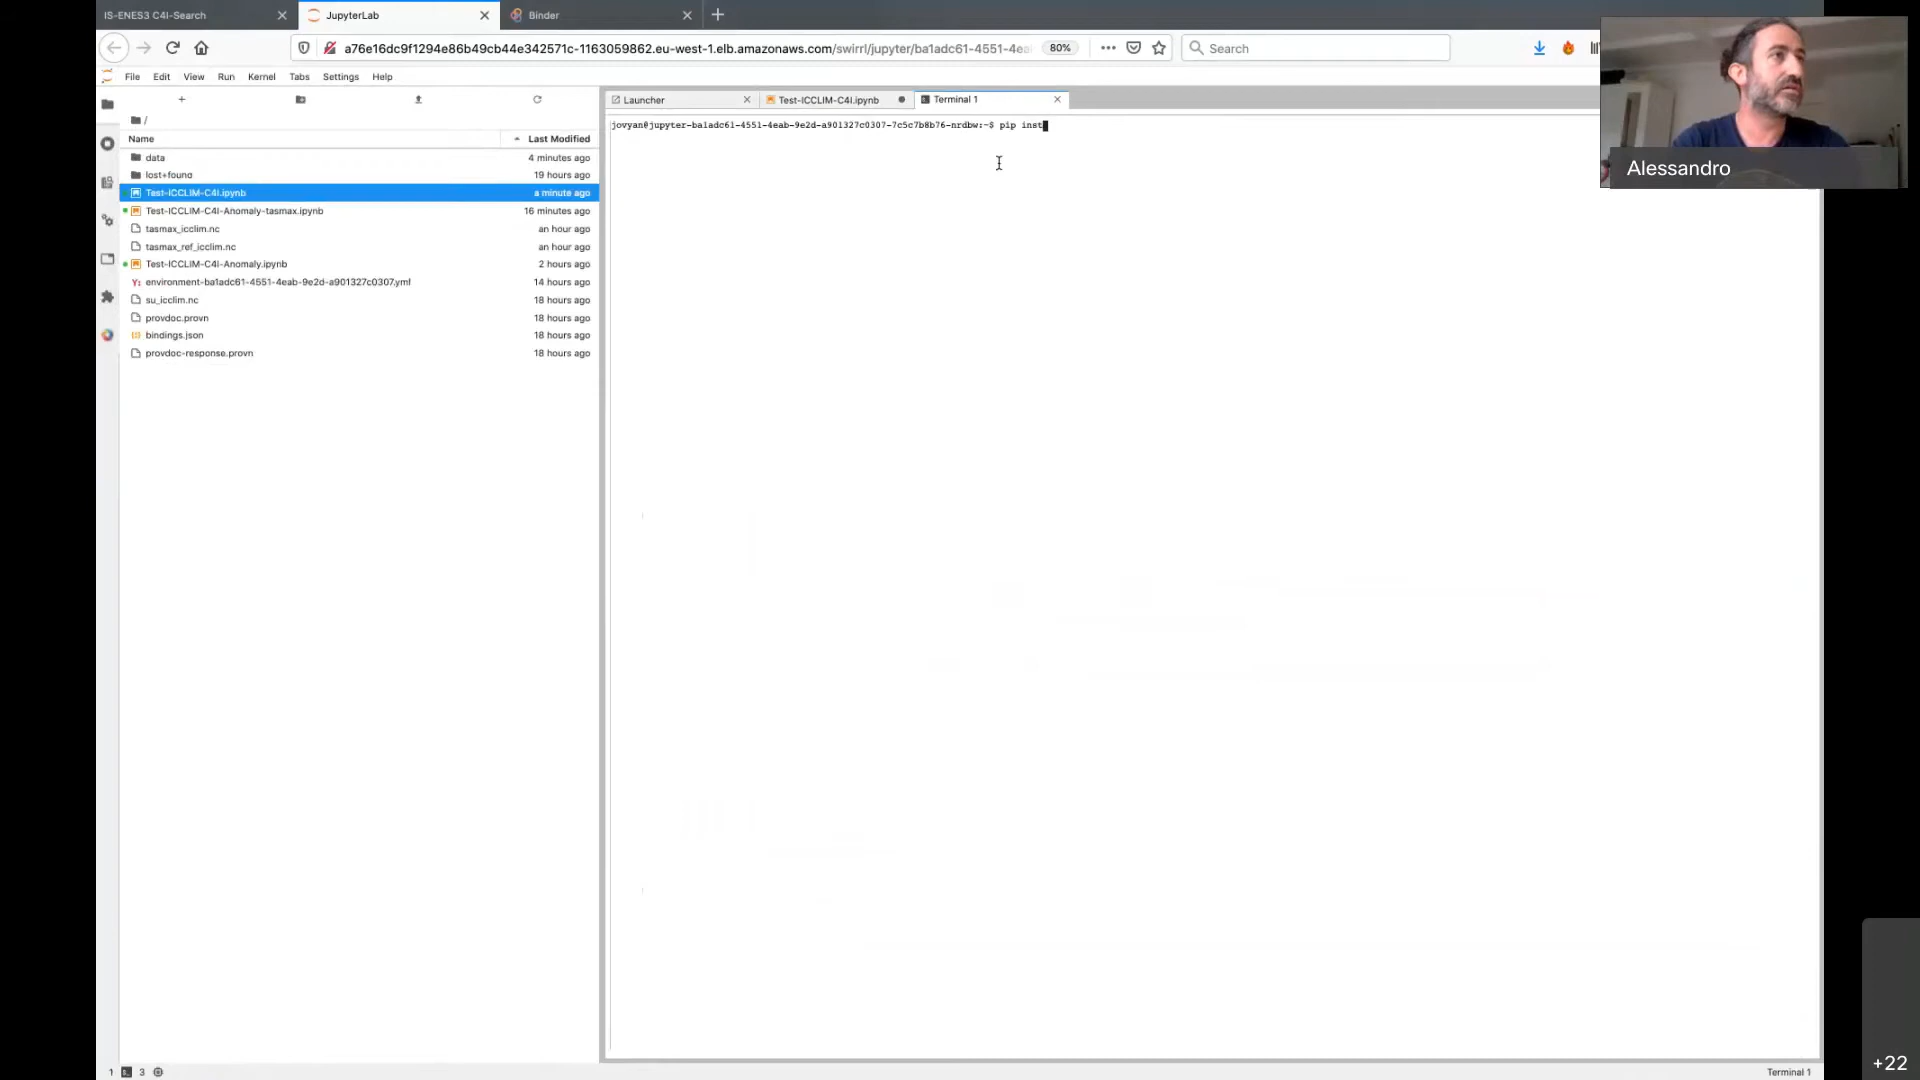 IS-ENES3 C4I-Search
JupyterLab
Binder
a76e16dc9f1294e86b49cb44e342571c-1163059862.eu-west-1.elb.amazonaws.com/swirrl/jupyter/ba1adc61-4551-4ea
80%
Search
Alessandro
File Edit View Run Kernel Tabs Settings Help
Launcher
Test-ICCLIM-C4I.ipynb
Terminal 1
/
jovyan@jupyter-ba1adc61-4551-4eab-9e2d-a901327c0307-7c5c7b8b76-nrdbw:~$ pip inst
Name Last Modified
data 4 minutes ago
lost+found 19 hours ago
Test-ICCLIM-C4I.ipynb a minute ago
Test-ICCLIM-C4I-Anomaly-tasmax.ipynb 16 minutes ago
tasmax_icclim.nc an hour ago
tasmax_ref_icclim.nc an hour ago
Test-ICCLIM-C4I-Anomaly.ipynb 2 hours ago
Y: environment-ba1adc61-4551-4eab-9e2d-a901327c0307.yml 14 hours ago
su_icclim.nc 18 hours ago
provdoc.provn 18 hours ago
bindings.json 18 hours ago
provdoc-response.provn 18 hours ago
1 3
Terminal 1
+22